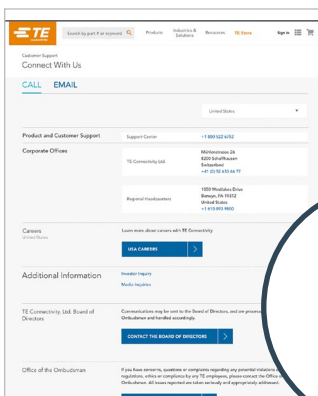 TE
Search by part # or keyword
Products
Industries & Solutions
Resources
TE Store
Sign in
Customer Support
Connect With Us
CALL EMAIL
United States
Product and Customer Support
Support Center
+1 800 522 6752
Corporate Offices
TE Connectivity Ltd.
Mühlenstrasse 26
8200 Schaffhausen
Switzerland
+41 (0) 52 633 66 77
Regional Headquarters
1050 Westlakes Drive
Berwyn, PA 19312
United States
+1 610 893 9800
Careers
United States
Learn more about careers with TE Connectivity
USA CAREERS
Additional Information
Investor Inquiry
Media Inquiries
TE Connectivity Ltd. Board of
Directors
Communications may be sent to the Board of Directors, and are
Ombudsman and handled accordingly.
CONTACT THE BOARD OF DIRECTORS
Office of the Ombudsman
If you have concerns, questions or complaints regarding any potential violations
regulations, ethics or compliance by any TE employees, please contact the Office
Ombudsman. All issues reported are taken seriously and appropriately addressed.